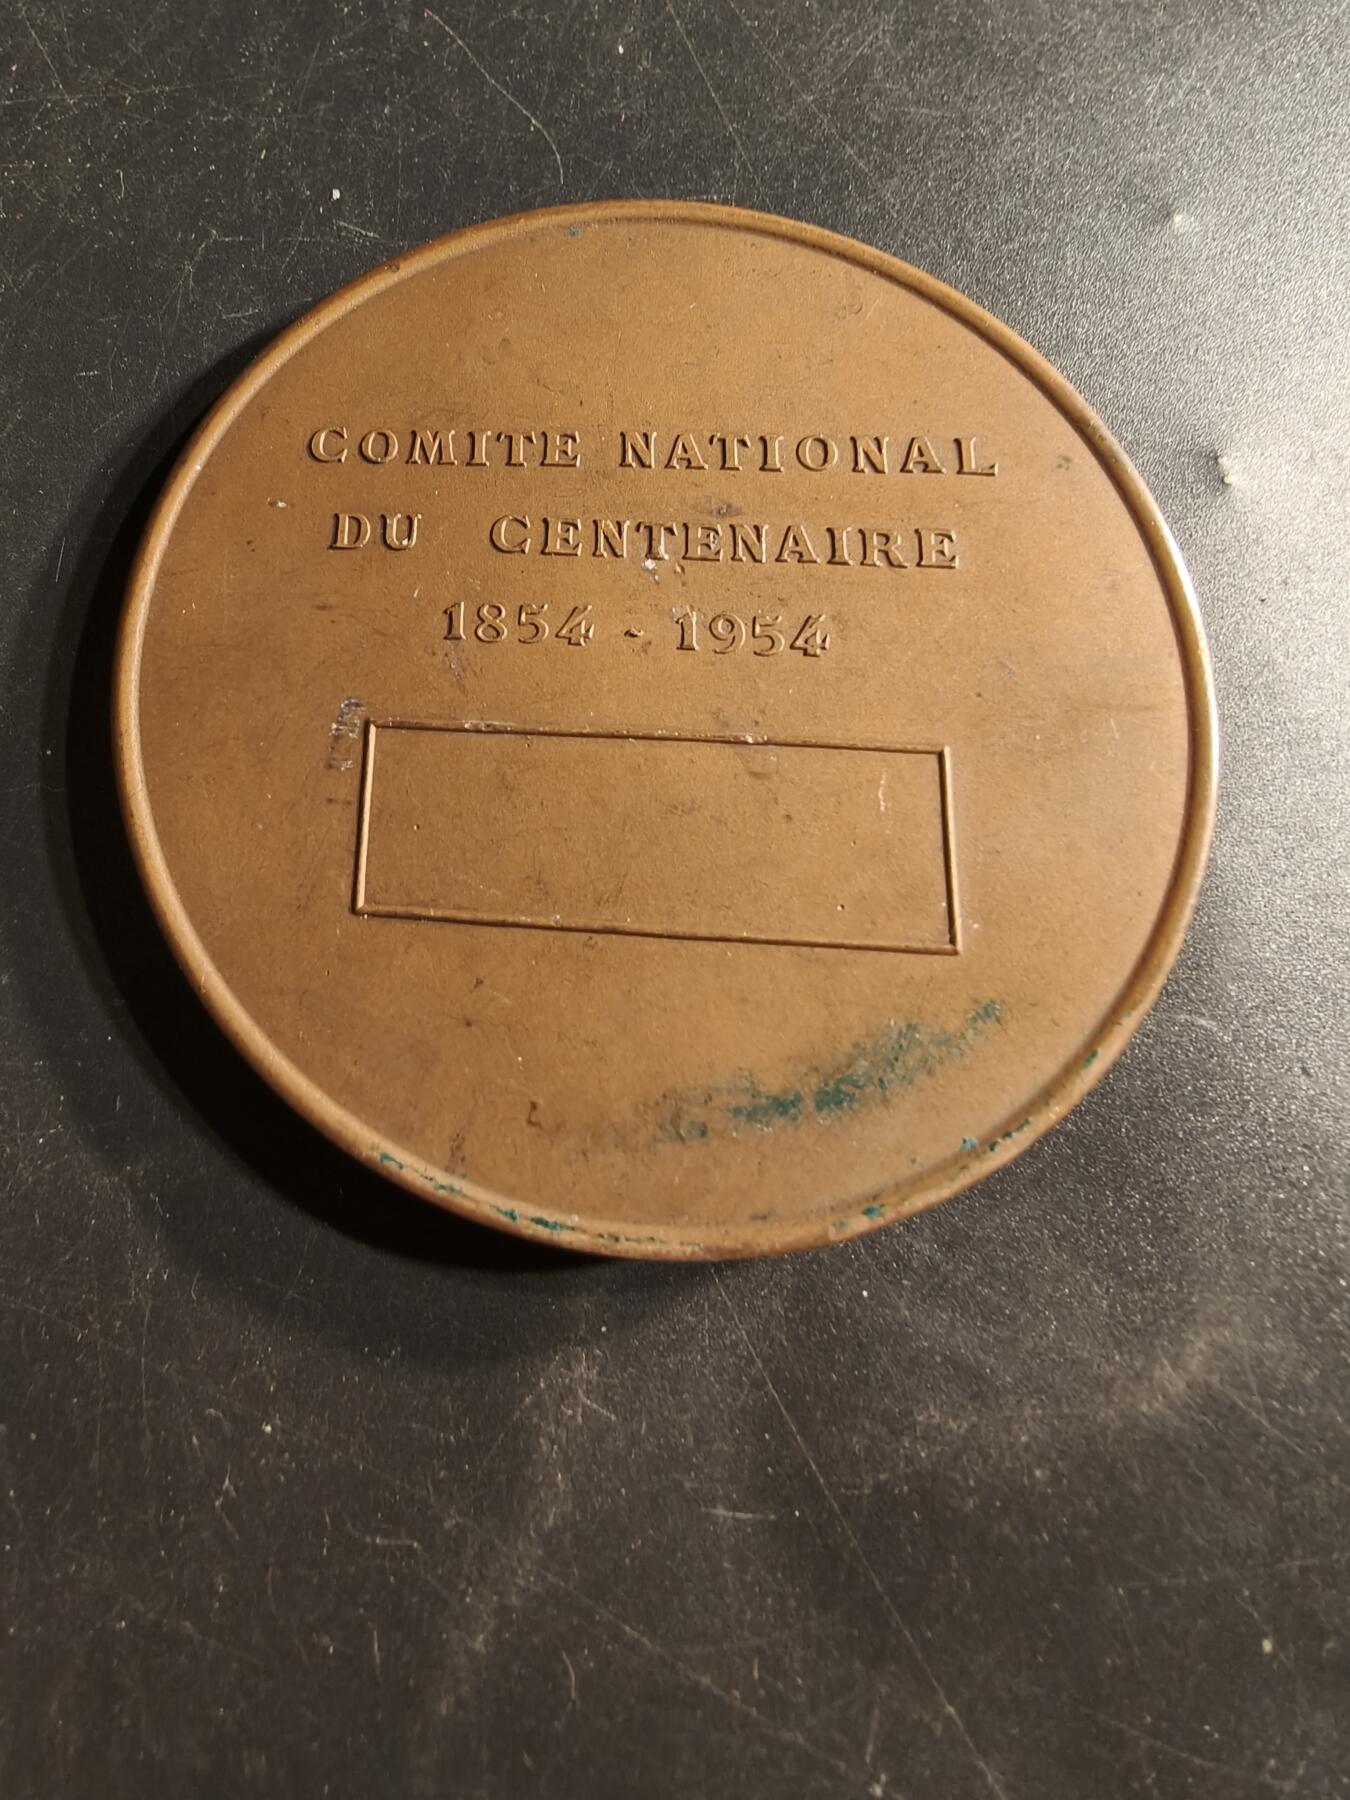 COMITE NATIONAL
DU CENTENAIRE
1854 - 1954